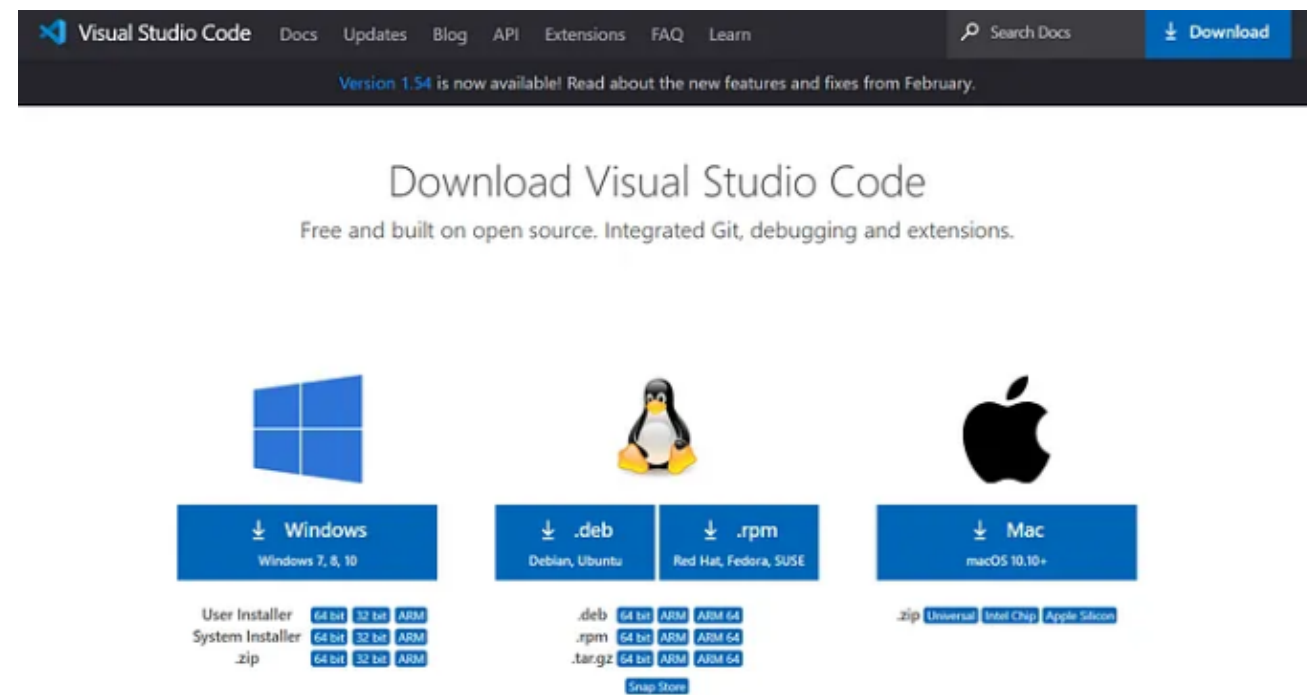 Visual Studio Code Docs Updates Blog API Extensions FAQ Learn Search Docs Download
Version 1.54 is now available! Read about the new features and fixes from February.
Download Visual Studio Code
Free and built on open source. Integrated Git, debugging and extensions.
Windows
Windows 7, 8, 10
User Installer 64 bit 32 bit ARM
System Installer 64 bit 32 bit ARM
.zip 64 bit 32 bit ARM
.deb
Debian, Ubuntu
.rpm
Red Hat, Fedora, SUSE
.deb 64 bit ARM ARM 64
.rpm 64 bit ARM ARM 64
.tar.gz 64 bit ARM ARM 64
Snap Store
Mac
macOS 10.10+
.zip Universal Intel Chip Apple Silicon